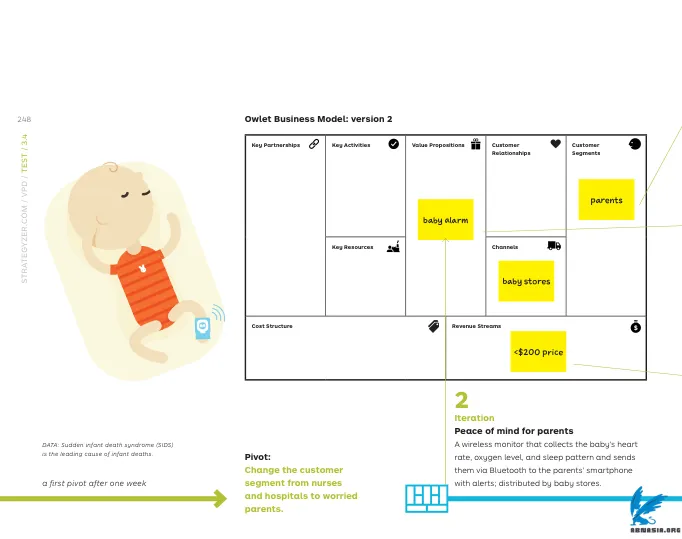 248
Owlet Business Model: version 2
STRATEGYZER.COM / VPD / TEST / 3.4
Key Partnerships
Key Activities
Value Propositions
Customer
Relationships
Customer
Segments
parents
baby alarm
Key Resources
Channels
baby stores
Cost Structure
Revenue Streams
<$200 price
2
Iteration
Peace of mind for parents
A wireless monitor that collects the baby's heart
rate, oxygen level, and sleep pattern and sends
them via Bluetooth to the parents' smartphone
with alerts; distributed by baby stores.
DATA: Sudden infant death syndrome (SIDS)
is the leading cause of infant deaths.
a first pivot after one week
Pivot:
Change the customer
segment from nurses
and hospitals to worried
parents.
ARMASIA.ORG